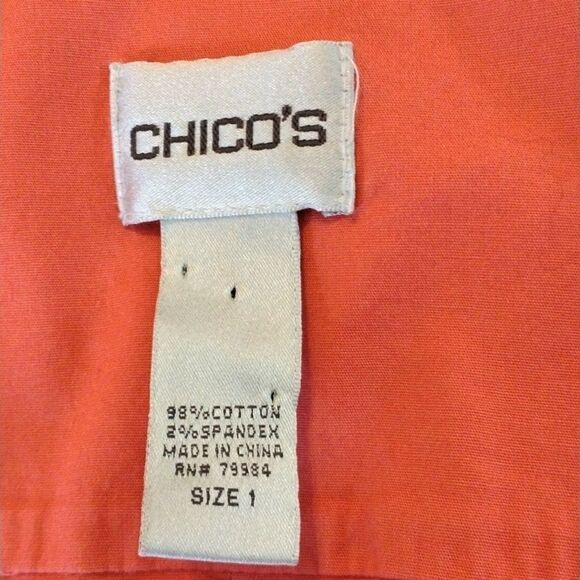 CHICO'S
98%COTTON
2%SPANDEX
MADE IN CHINA
RN# 79984
SIZE 1